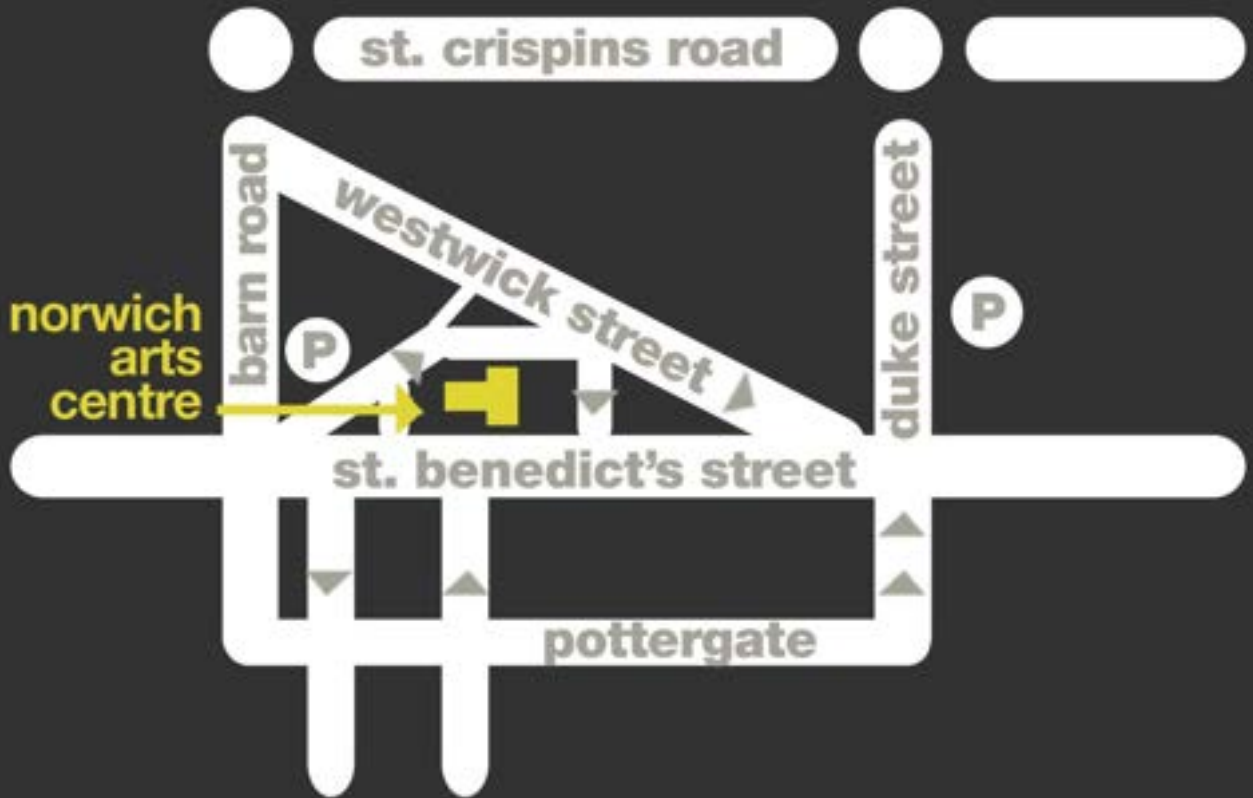 st. crispins road
barn road
westwick street
duke street
norwich
arts
centre
P
P
st. benedict's street
pottergate